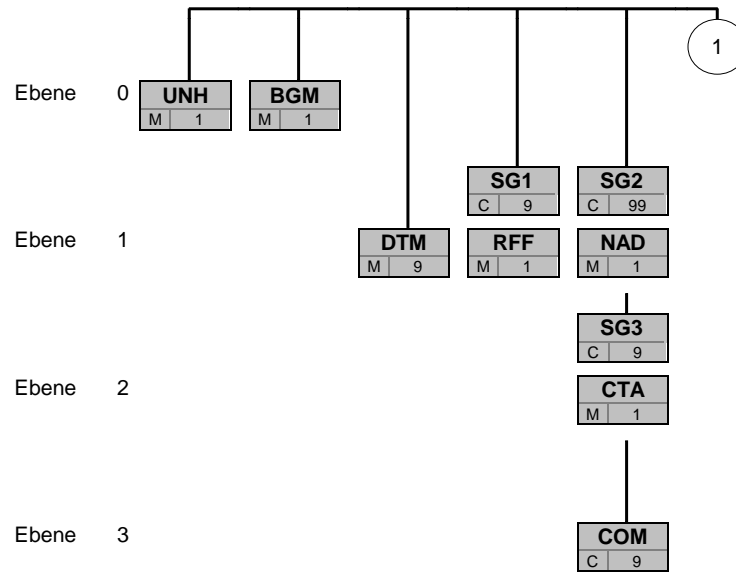 1
Ebene 0 UNH BGM
M 1 M 1
SG1 SG2
C 9 C 99
Ebene 1 DTM RFF NAD
M 9 M 1 M 1
SG3
C 9
Ebene 2 CTA
M 1
Ebene 3 COM
C 9